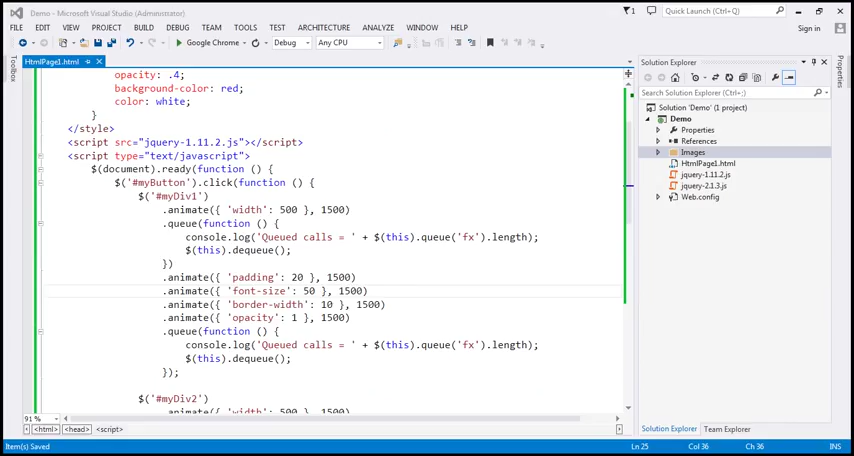 Demo - Microsoft Visual Studio (Administrator)
1
Quick Launch (Ctrl+;)
FILE EDIT VIEW PROJECT BUILD DEBUG TEAM TOOLS TEST ARCHITECTURE ANALYZE WINDOW HELP
Sign in
Google Chrome Debug Any CPU
Toolbox
HtmlPage1.html
opacity: .4;
background-color: red;
color: white;
}
</style>
<script src="jquery-1.11.2.js"></script>
<script type="text/javascript">
$(document).ready(function () {
$('#myButton').click(function () {
$('#myDiv1')
.animate({ 'width': 500 }, 1500)
.queue(function () {
console.log('Queued calls = ' + $(this).queue('fx').length);
$(this).dequeue();
})
.animate({ 'padding': 20 }, 1500)
.animate({ 'font-size': 50 }, 1500)
.animate({ 'border-width': 10 }, 1500)
.animate({ 'opacity': 1 }, 1500)
.queue(function () {
console.log('Queued calls = ' + $(this).queue('fx').length);
$(this).dequeue();
});
$('#myDiv2')
.animate({ 'width': 500 }, 1500)
91 %
<html> <head> <script>
Solution Explorer
Search Solution Explorer (Ctrl+;)
Solution 'Demo' (1 project)
Demo
Properties
References
Images
HtmlPage1.html
jquery-1.11.2.js
jquery-2.1.3.js
Web.config
Solution Explorer Team Explorer
Properties
Item(s) Saved Ln 25 Col 36 Ch 36 INS